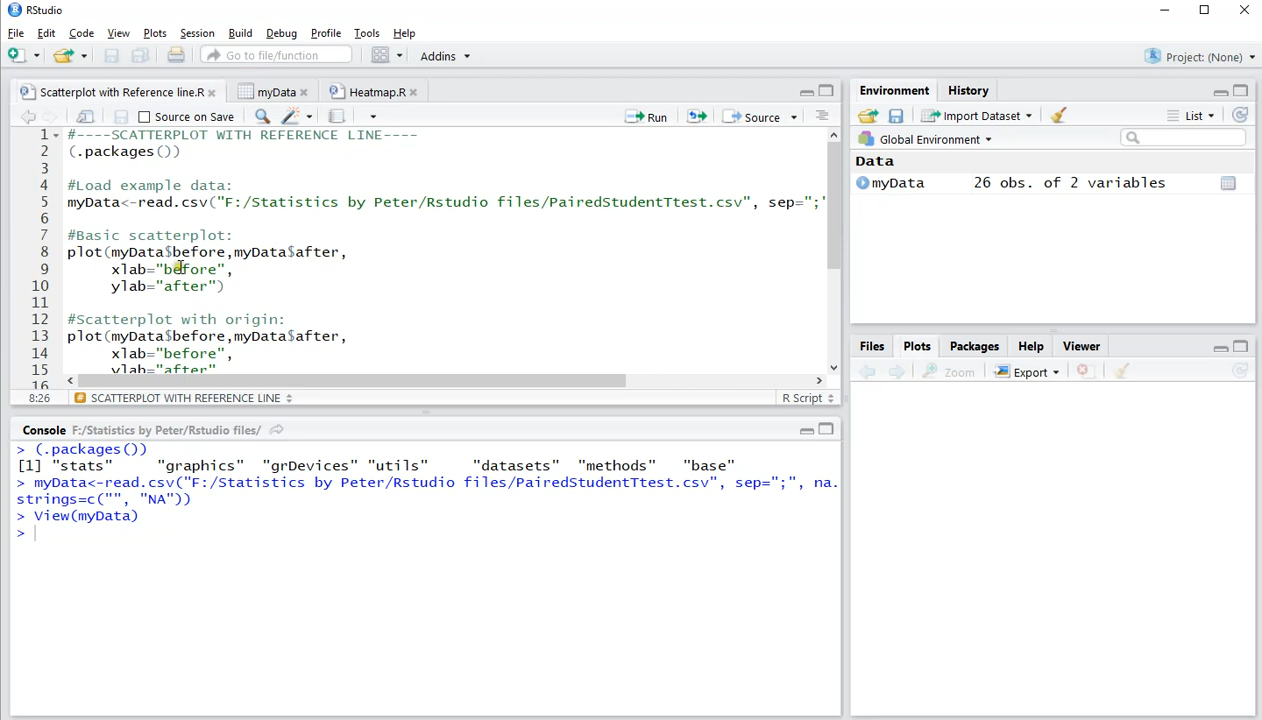 RStudio
File Edit Code View Plots Session Build Debug Profile Tools Help
Go to file/function Addins Project: (None)
Scatterplot with Reference line.R myData Heatmap.R
Source on Save Run Source
1 #----SCATTERPLOT WITH REFERENCE LINE----
2 (.packages())
3
4 #Load example data:
5 myData<-read.csv("F:/Statistics by Peter/Rstudio files/PairedStudentTtest.csv", sep=";"
6
7 #Basic scatterplot:
8 plot(myData$before,myData$after,
9 xlab="before",
10 ylab="after")
11
12 #Scatterplot with origin:
13 plot(myData$before,myData$after,
14 xlab="before",
15 ylab="after"
16
8:26 SCATTERPLOT WITH REFERENCE LINE R Script
Console F:/Statistics by Peter/Rstudio files/
> (.packages())
[1] "stats" "graphics" "grDevices" "utils" "datasets" "methods" "base"
> myData<-read.csv("F:/Statistics by Peter/Rstudio files/PairedStudentTtest.csv", sep=";", na.
strings=c("", "NA"))
> View(myData)
>
Environment History
Import Dataset List
Global Environment
Data
myData 26 obs. of 2 variables
Files Plots Packages Help Viewer
Zoom Export